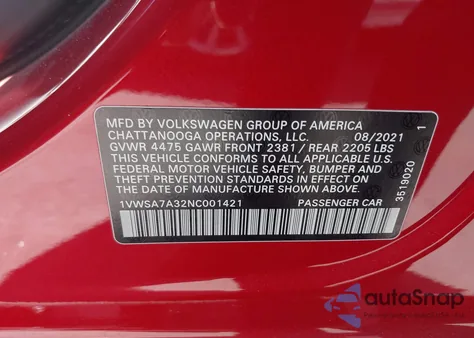 MFD BY VOLKSWAGEN GROUP OF AMERICA
CHATTANOOGA OPERATIONS, LLC. 08/2021
GVWR 4475 GAWR FRONT 2381 / REAR 2205 LBS
THIS VEHICLE CONFORMS TO ALL APPLICABLE
FEDERAL MOTOR VEHICLE SAFETY, BUMPER AND
THEFT PREVENTION STANDARDS IN EFFECT ON THE
DATE OF MANUFACTURE SHOWN ABOVE.
1VWSA7A32NC001421 PASSENGER CAR
3519020 1
autoSnap